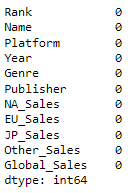 Rank 0
Name 0
Platform 0
Year 0
Genre 0
Publisher 0
NA_Sales 0
EU_Sales 0
JP_Sales 0
Other_Sales 0
Global_Sales 0
dtype: int64